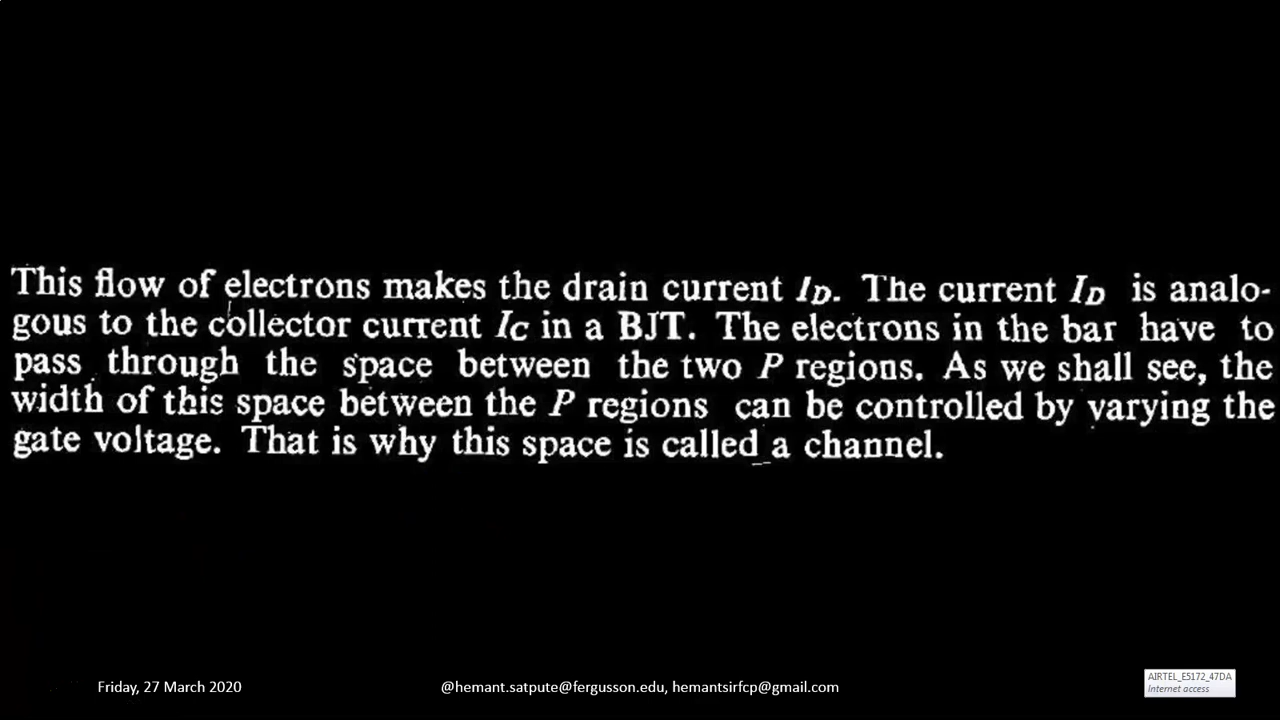 This flow of electrons makes the drain current ID. The current ID is analo-
gous to the collector current IC in a BJT. The electrons in the bar have to
pass through the space between the two P regions. As we shall see, the
width of this space between the P regions can be controlled by varying the
gate voltage. That is why this space is called a channel.
Friday, 27 March 2020
@hemant.satpute@fergusson.edu, hemantsirfcp@gmail.com
AIRTEL_E5172_47DA
Internet access